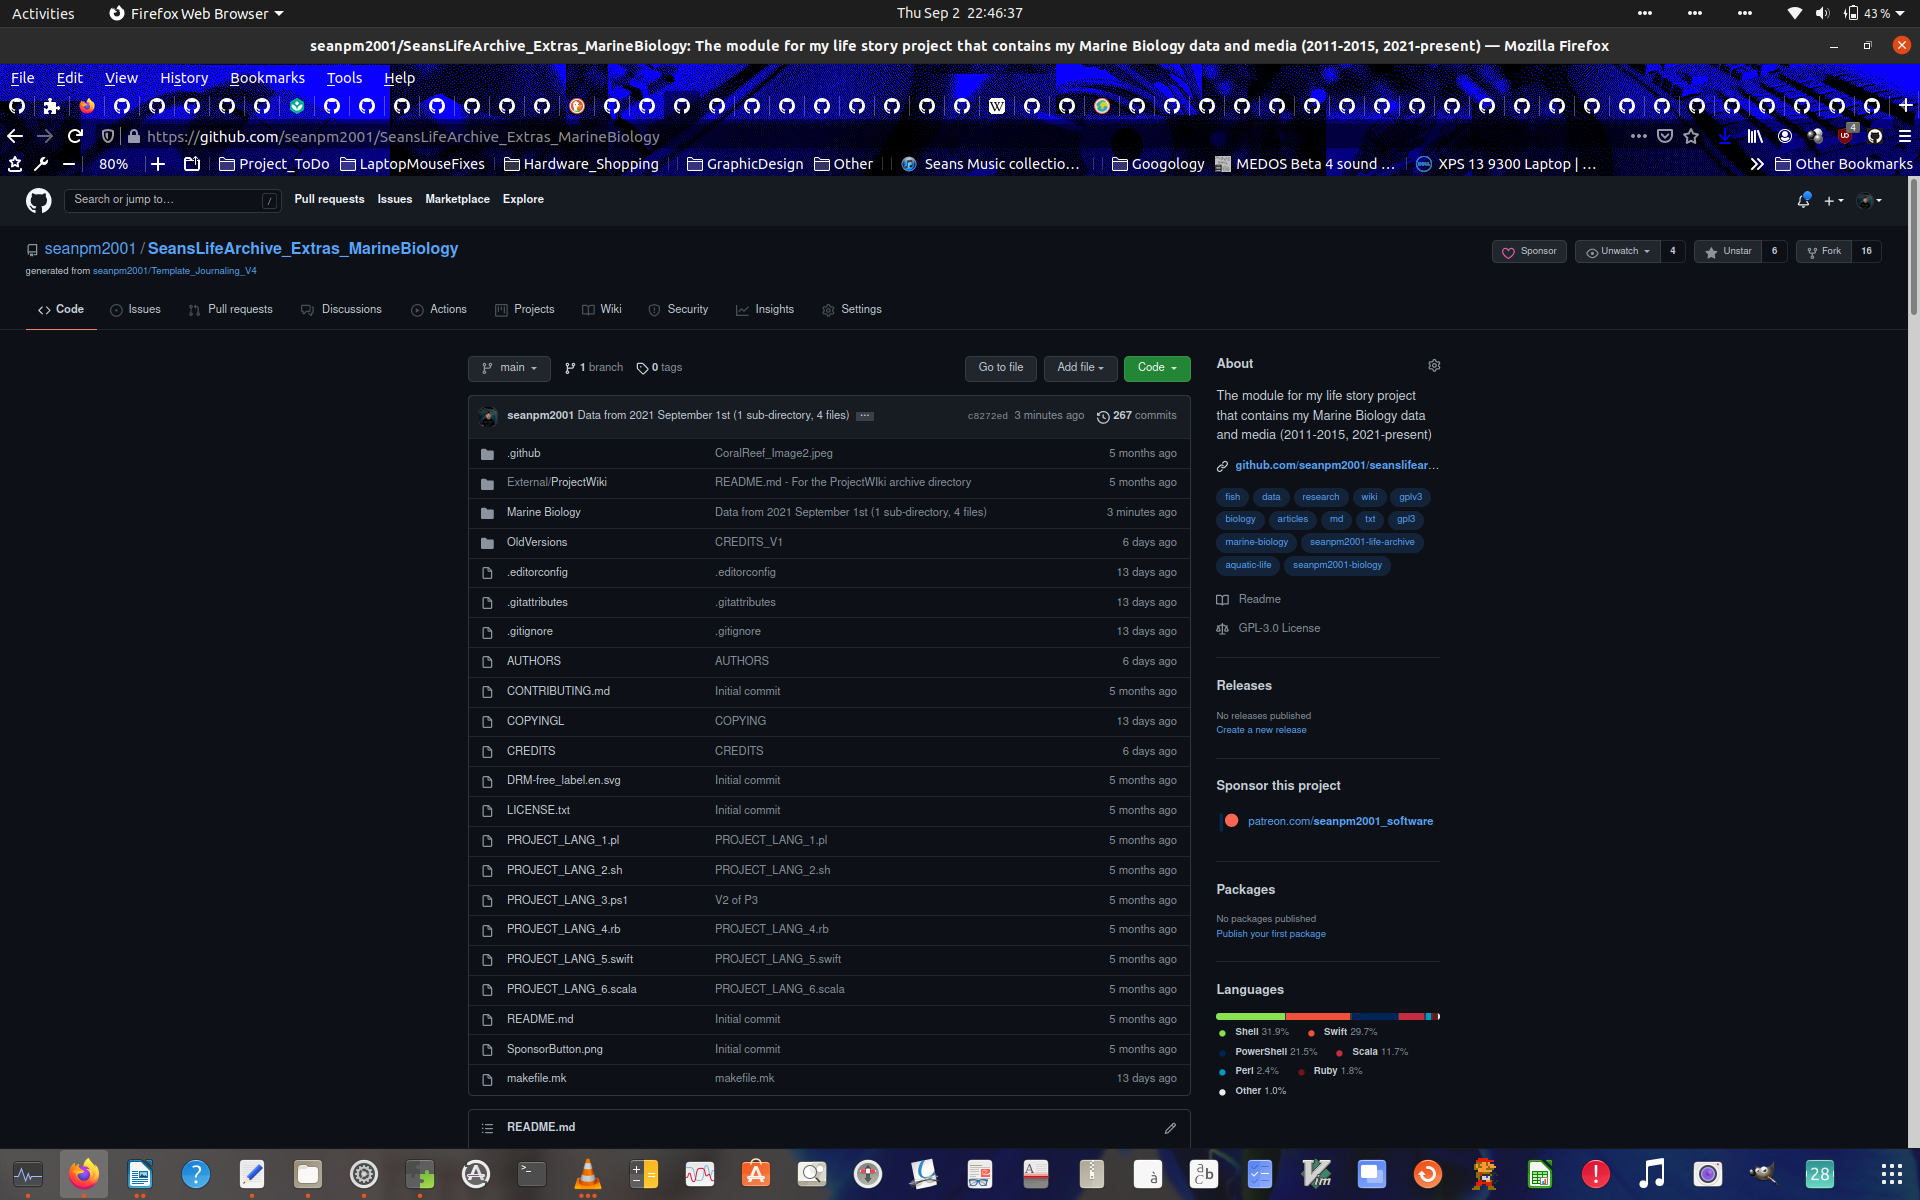 Activities Firefox Web Browser Thu Sep 2 22:46:37 43 %
seanpm2001/SeansLifeArchive_Extras_MarineBiology: The module for my life story project that contains my Marine Biology data and media (2011-2015, 2021-present) — Mozilla Firefox
File Edit View History Bookmarks Tools Help
https://github.com/seanpm2001/SeansLifeArchive_Extras_MarineBiology 4
80% Project_ToDo LaptopMouseFixes Hardware_Shopping GraphicDesign Other Seans Music collectio… Googology MEDOS Beta 4 sound … XPS 13 9300 Laptop | … Other Bookmarks
Search or jump to… / Pull requests Issues Marketplace Explore
seanpm2001 / SeansLifeArchive_Extras_MarineBiology Sponsor Unwatch 4 Unstar 6 Fork 16
generated from seanpm2001/Template_Journaling_V4
Code Issues Pull requests Discussions Actions Projects Wiki Security Insights Settings
main 1 branch 0 tags Go to file Add file Code
seanpm2001 Data from 2021 September 1st (1 sub-directory, 4 files) c8272ed 3 minutes ago 267 commits
.github CoralReef_Image2.jpeg 5 months ago
External/ProjectWiki README.md - For the ProjectWIki archive directory 5 months ago
Marine Biology Data from 2021 September 1st (1 sub-directory, 4 files) 3 minutes ago
OldVersions CREDITS_V1 6 days ago
.editorconfig .editorconfig 13 days ago
.gitattributes .gitattributes 13 days ago
.gitignore .gitignore 13 days ago
AUTHORS AUTHORS 6 days ago
CONTRIBUTING.md Initial commit 5 months ago
COPYINGL COPYING 13 days ago
CREDITS CREDITS 6 days ago
DRM-free_label.en.svg Initial commit 5 months ago
LICENSE.txt Initial commit 5 months ago
PROJECT_LANG_1.pl PROJECT_LANG_1.pl 5 months ago
PROJECT_LANG_2.sh PROJECT_LANG_2.sh 5 months ago
PROJECT_LANG_3.ps1 V2 of P3 5 months ago
PROJECT_LANG_4.rb PROJECT_LANG_4.rb 5 months ago
PROJECT_LANG_5.swift PROJECT_LANG_5.swift 5 months ago
PROJECT_LANG_6.scala PROJECT_LANG_6.scala 5 months ago
README.md Initial commit 5 months ago
SponsorButton.png Initial commit 5 months ago
makefile.mk makefile.mk 13 days ago
README.md
About
The module for my life story project
that contains my Marine Biology data
and media (2011-2015, 2021-present)
github.com/seanpm2001/seanslifear…
fish data research wiki gplv3
biology articles md txt gpl3
marine-biology seanpm2001-life-archive
aquatic-life seanpm2001-biology
Readme
GPL-3.0 License
Releases
No releases published
Create a new release
Sponsor this project
patreon.com/seanpm2001_software
Packages
No packages published
Publish your first package
Languages
Shell 31.9% Swift 29.7%
PowerShell 21.5% Scala 11.7%
Perl 2.4% Ruby 1.8%
Other 1.0%
28